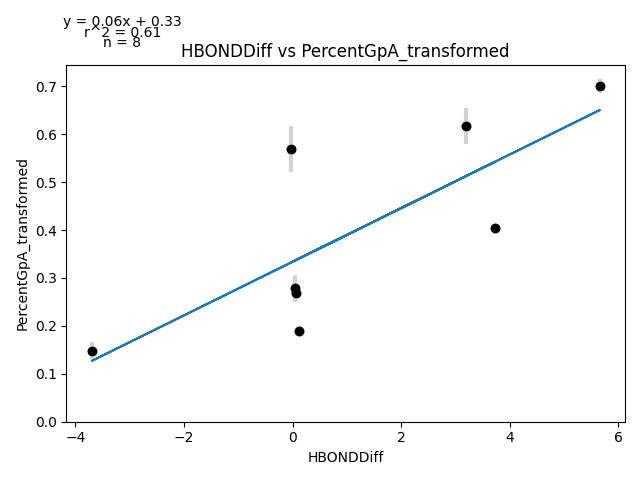 y = 0.06x + 0.33
r^2 = 0.61
n = 8
HBONDDiff vs PercentGpA_transformed
PercentGpA_transformed
0.7
0.6
0.5
0.4
0.3
0.2
0.1
0.0
−4
−2
0
2
4
6
HBONDDiff